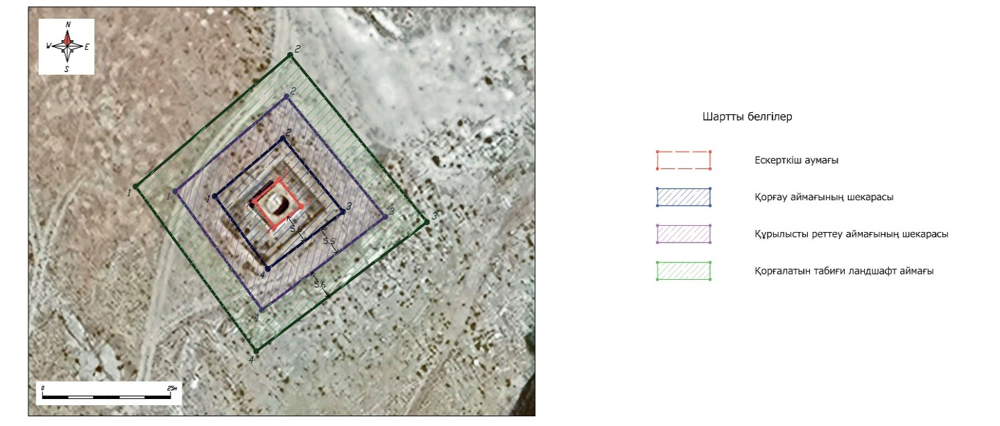 N
W E
S
2
2
2
1
1
1
3
3
3
5.6
5.6
5.6
4
4
4
0 25м
Шартты белгілер
Ескерткіш аумағы
Қорғау аймағының шекарасы
Құрылысты реттеу аймағының шекарасы
Қорғалатын табиғи ландшафт аймағы